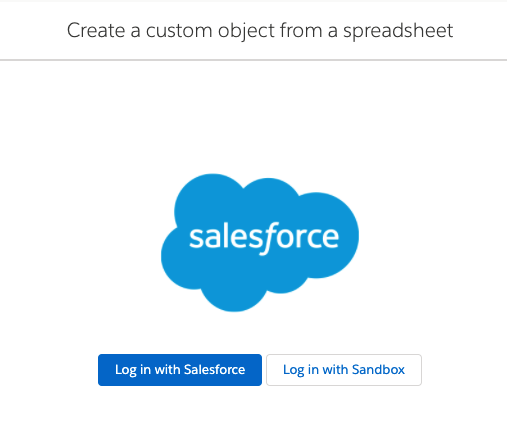 Create a custom object from a spreadsheet
salesforce
Log in with Salesforce
Log in with Sandbox